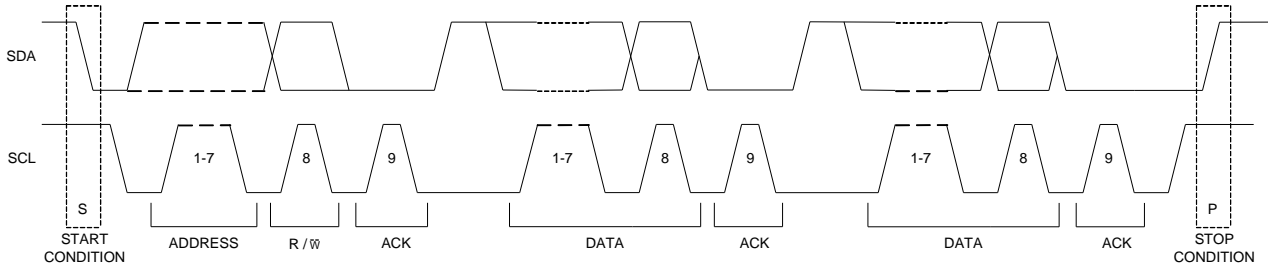 SDA
SCL
1-7 8 9 1-7 8 9 1-7 8 9
S P
START CONDITION ADDRESS R / W̅ ACK DATA ACK DATA ACK STOP CONDITION